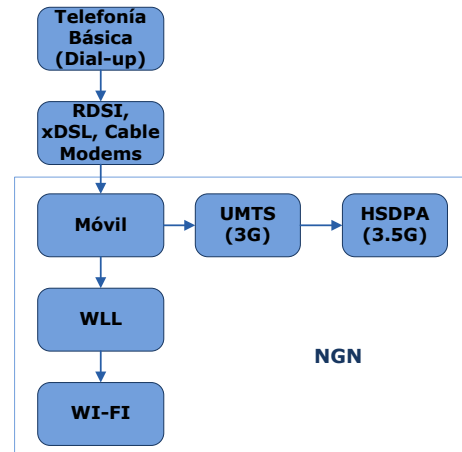 Telefonía
Básica
(Dial-up)
RDSI,
xDSL, Cable
Modems
Móvil
UMTS
(3G)
HSDPA
(3.5G)
WLL
NGN
WI-FI